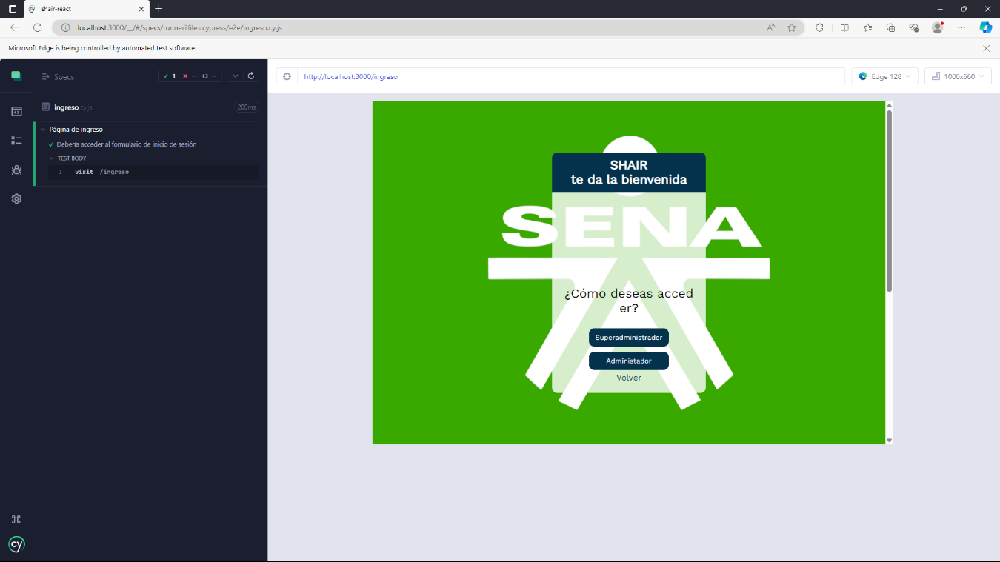 shair-react
localhost:3000/__/#/specs/runner?file=cypress/e2e/ingreso.cy.js
Microsoft Edge is being controlled by automated test software.
Specs
1 -- --
http://localhost:3000/ingreso
Edge 128
1000x660
ingreso.cy.js
200ms
Página de ingreso
Debería acceder al formulario de inicio de sesión
TEST BODY
1 visit /ingreso
SHAIR
te da la bienvenida
SENA
¿Cómo deseas acced
er?
Superadministrador
Administador
Volver
cy